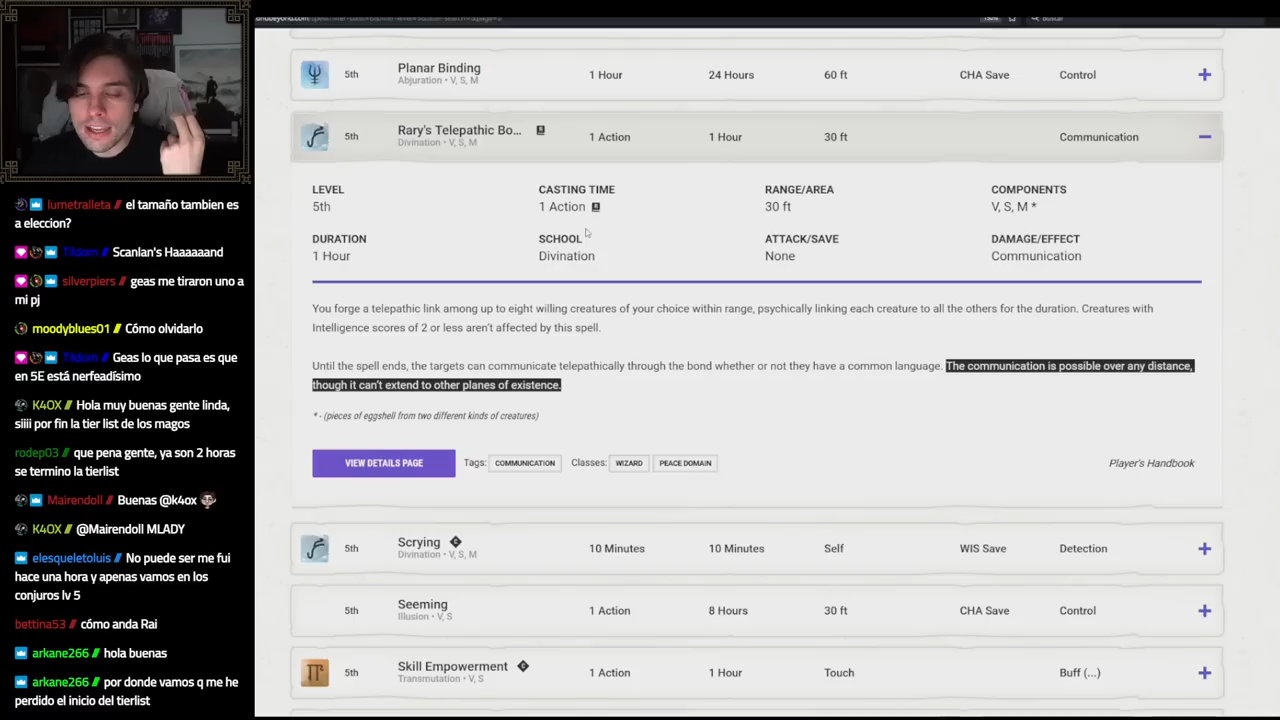 lumetralleta // el tamaño tambien es
a eleccion?
Tildom // Scanlan's Haaaaand
silverpiers // geas me tiraron uno a
mi pj
moodyblues01 // Cómo olvidarlo
Tildom // Geas lo que pasa es que
en 5E está nerfeadísimo
K4OX // Hola muy buenas gente linda,
siiii por fin la tier list de los magos
rodep03 // que pena gente, ya son 2 horas
se termino la tierlist
Mairendoll // Buenas @k4ox
K4OX // @Mairendoll MLADY
elesqueletoluis // No puede ser me fui
hace una hora y apenas vamos en los
conjuros lv 5
bettina53 // cómo anda Rai
arkane266 // hola buenas
arkane266 // por donde vamos q me he
perdido el inicio del tierlist
Buscar
5th Planar Binding 1 Hour 24 Hours 60 ft CHA Save Control +
Abjuration • V, S, M
5th Rary's Telepathic Bo... 1 Action 1 Hour 30 ft Communication −
Divination • V, S, M
LEVEL CASTING TIME RANGE/AREA COMPONENTS
5th 1 Action 30 ft V, S, M *
DURATION SCHOOL ATTACK/SAVE DAMAGE/EFFECT
1 Hour Divination None Communication
You forge a telepathic link among up to eight willing creatures of your choice within range, psychically linking each creature to all the others for the duration. Creatures with
Intelligence scores of 2 or less aren't affected by this spell.
Until the spell ends, the targets can communicate telepathically through the bond whether or not they have a common language. The communication is possible over any distance,
though it can't extend to other planes of existence.
* - (pieces of eggshell from two different kinds of creatures)
VIEW DETAILS PAGE Tags: COMMUNICATION Classes: WIZARD PEACE DOMAIN Player's Handbook
5th Scrying 10 Minutes 10 Minutes Self WIS Save Detection +
Divination • V, S, M
5th Seeming 1 Action 8 Hours 30 ft CHA Save Control +
Illusion • V, S
5th Skill Empowerment 1 Action 1 Hour Touch Buff (...) +
Transmutation • V, S